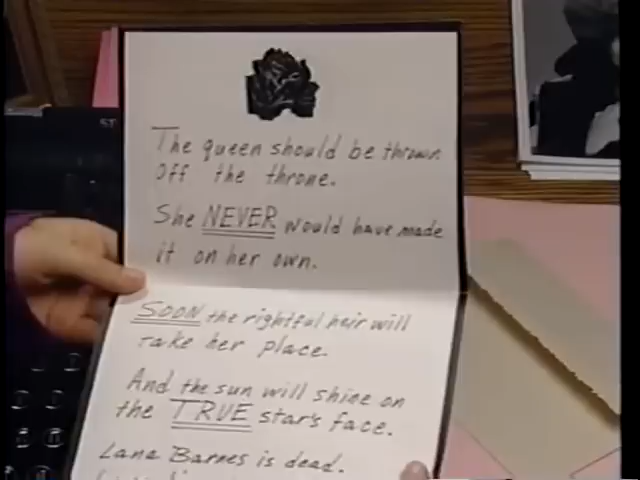 ST
The queen should be thrown
off the throne.
She NEVER would have made
it on her own.
SOON the rightful heir will
take her place.
And the sun will shine on
the TRUE star's face.
Lana Barnes is dead.